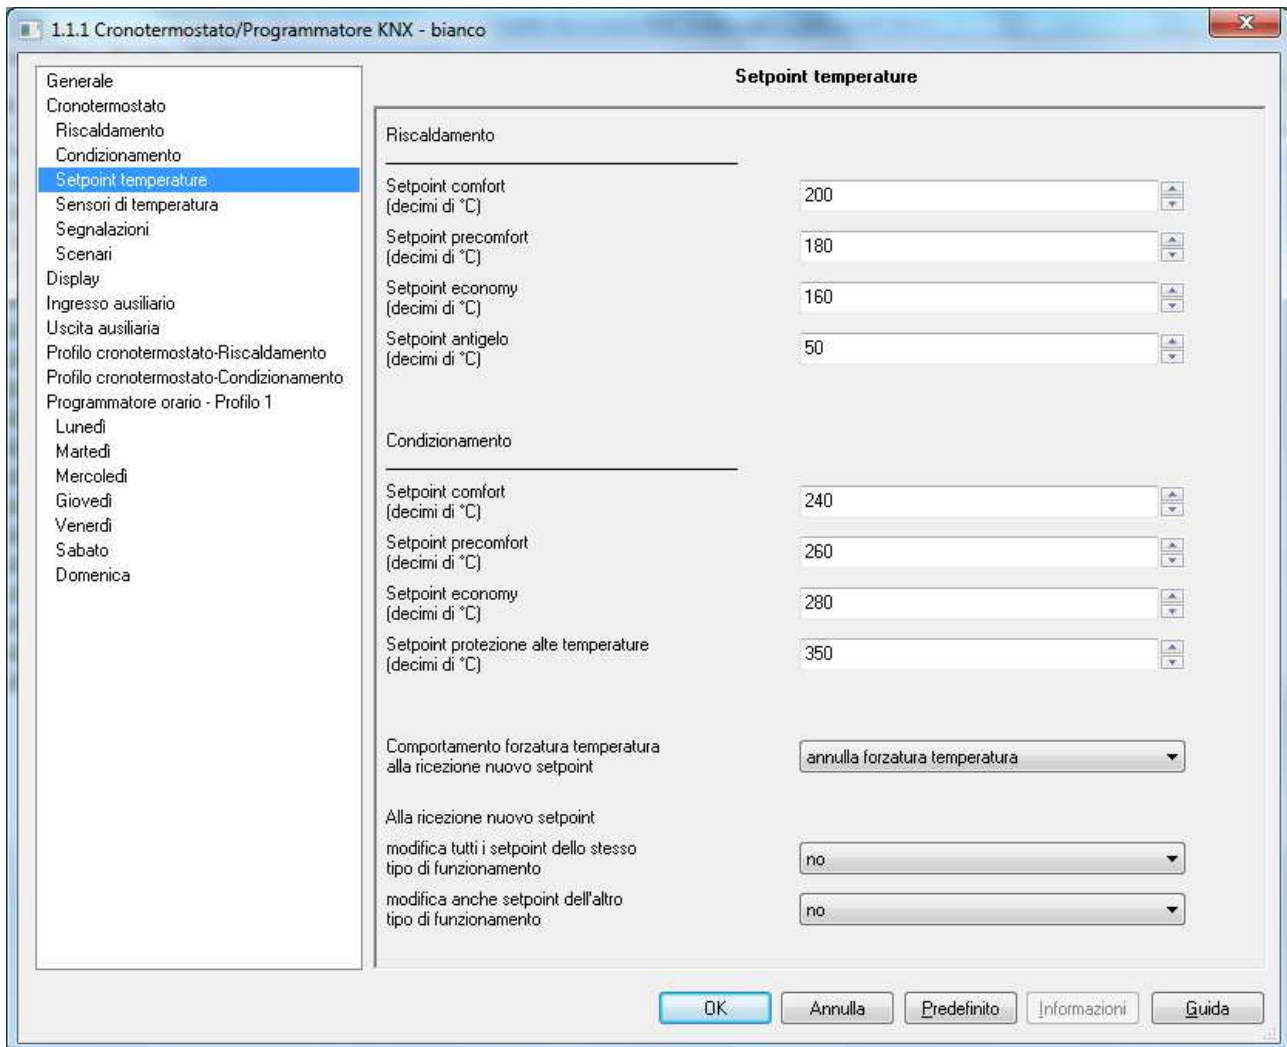 1.1.1 Cronotermostato/Programmatore KNX - bianco
Generale
Cronotermostato
Riscaldamento
Condizionamento
Setpoint temperature
Sensori di temperatura
Segnalazioni
Scenari
Display
Ingresso ausiliario
Uscita ausiliaria
Profilo cronotermostato-Riscaldamento
Profilo cronotermostato-Condizionamento
Programmatore orario - Profilo 1
Lunedì
Martedì
Mercoledì
Giovedì
Venerdì
Sabato
Domenica
Setpoint temperature
Riscaldamento
Setpoint comfort
(decimi di °C)
200
Setpoint precomfort
(decimi di °C)
180
Setpoint economy
(decimi di °C)
160
Setpoint antigelo
(decimi di °C)
50
Condizionamento
Setpoint comfort
(decimi di °C)
240
Setpoint precomfort
(decimi di °C)
260
Setpoint economy
(decimi di °C)
280
Setpoint protezione alte temperature
(decimi di °C)
350
Comportamento forzatura temperatura
alla ricezione nuovo setpoint
annulla forzatura temperatura
Alla ricezione nuovo setpoint
modifica tutti i setpoint dello stesso
tipo di funzionamento
no
modifica anche setpoint dell'altro
tipo di funzionamento
no
OK
Annulla
Predefinito
Informazioni
Guida